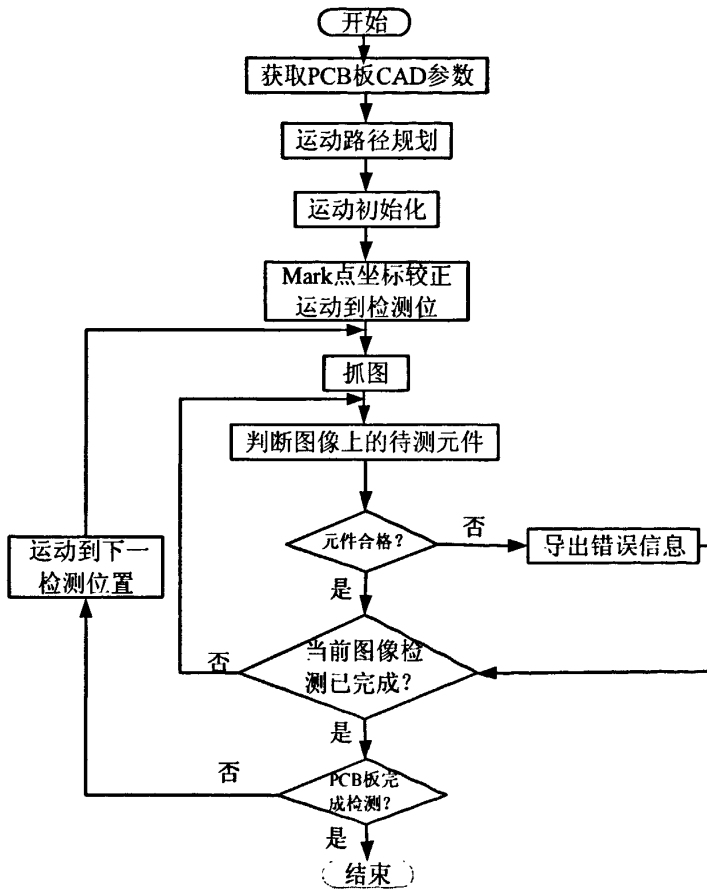 开始
获取PCB板CAD参数
运动路径规划
运动初始化
Mark点坐标较正
运动到检测位
抓图
判断图像上的待测元件
元件合格？
否
导出错误信息
是
运动到下一
检测位置
当前图像检
测已完成？
否
是
PCB板完
成检测？
否
是
结束